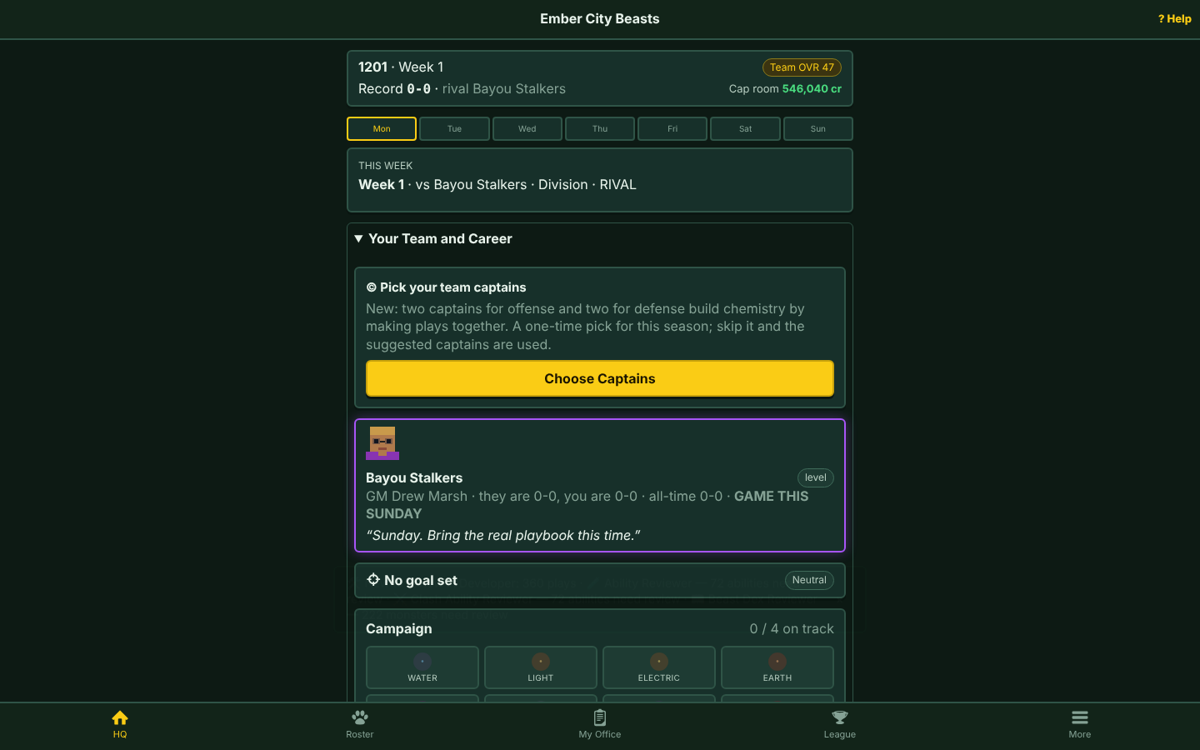 Ember City Beasts
? Help
1201 · Week 1
Team OVR 47
Record 0-0 · rival Bayou Stalkers
Cap room 546,040 cr
Mon
Tue
Wed
Thu
Fri
Sat
Sun
THIS WEEK
Week 1 · vs Bayou Stalkers · Division · RIVAL
▼ Your Team and Career
© Pick your team captains
New: two captains for offense and two for defense build chemistry by
making plays together. A one-time pick for this season; skip it and the
suggested captains are used.
Choose Captains
Bayou Stalkers
level
GM Drew Marsh · they are 0-0, you are 0-0 · all-time 0-0 · GAME THIS
SUNDAY
“Sunday. Bring the real playbook this time.”
No goal set
Neutral
Campaign
0 / 4 on track
WATER
LIGHT
ELECTRIC
EARTH
HQ
Roster
My Office
League
More